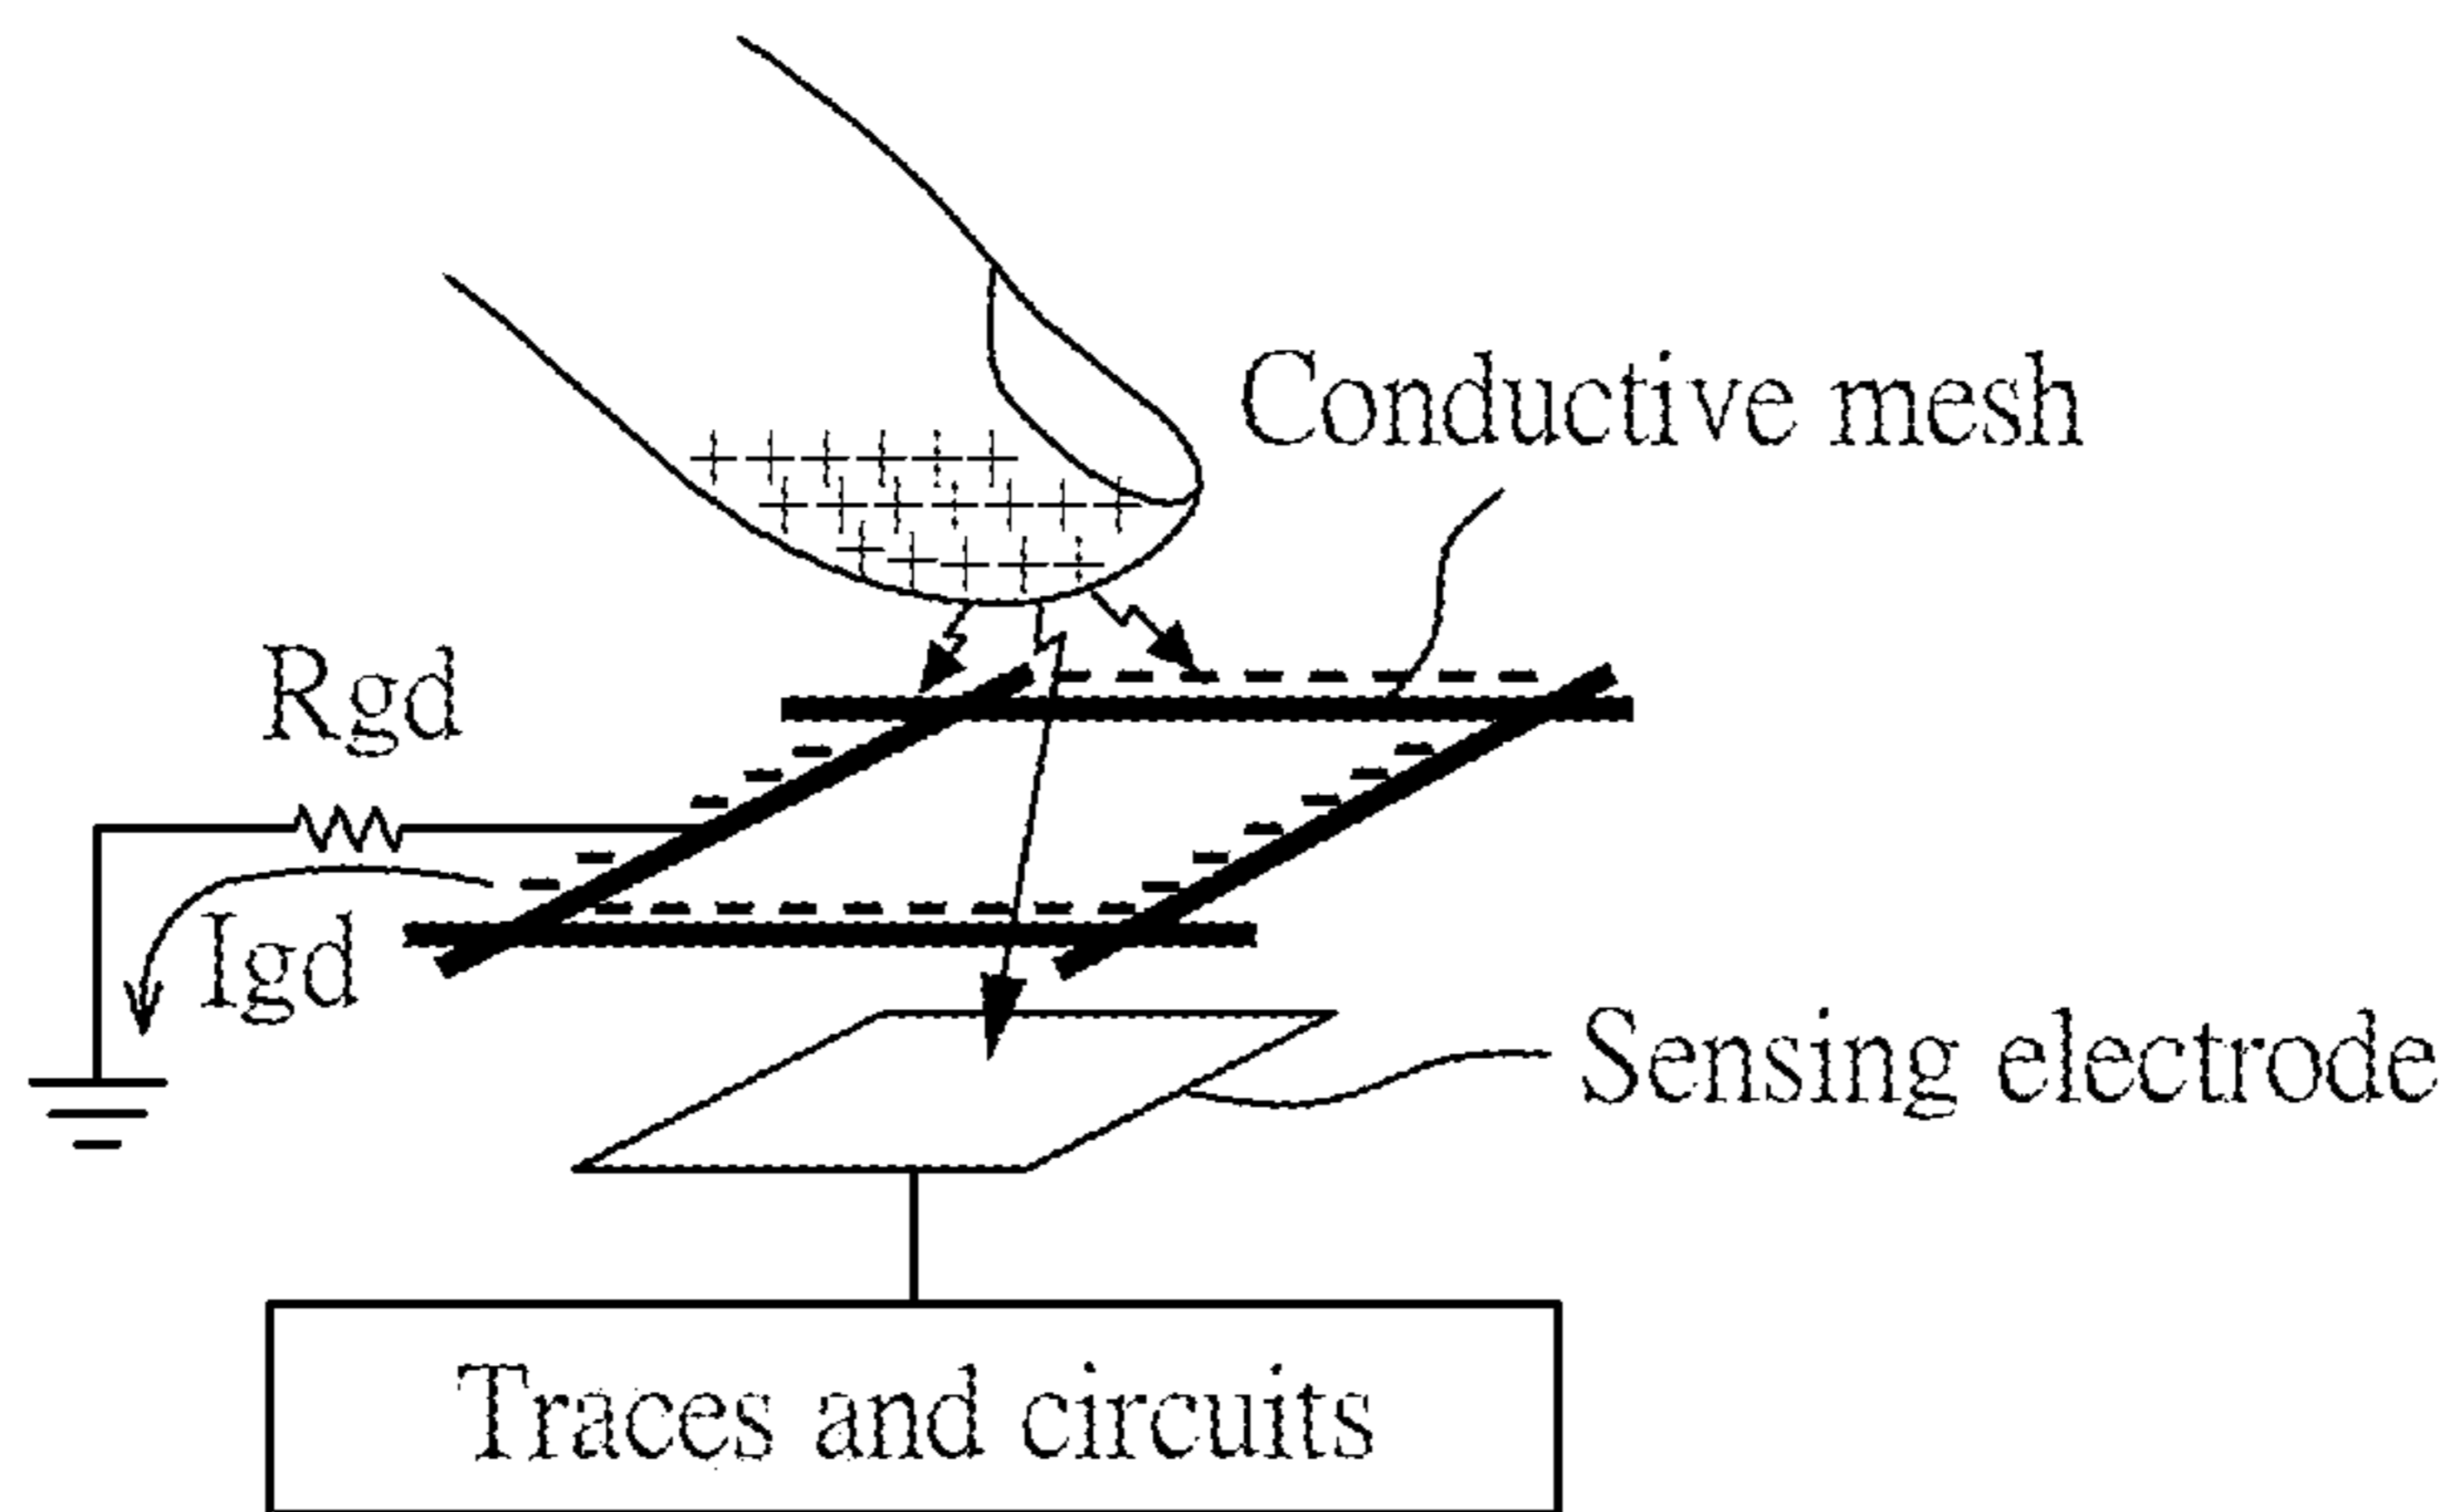 Conductive mesh
Rgd
Igd
Sensing electrode
Traces and circuits